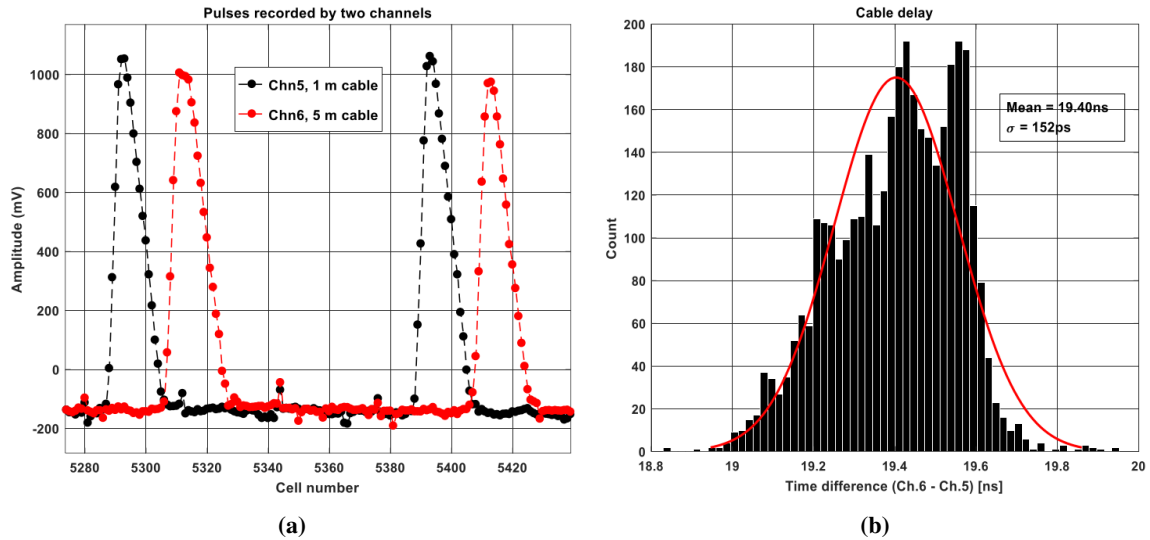 Pulses recorded by two channels
1000
800
600
400
200
0
-200
Amplitude (mV)
Chn5, 1 m cable
Chn6, 5 m cable
5280 5300 5320 5340 5360 5380 5400 5420
Cell number
(a)
Cable delay
200
180
160
140
120
100
80
60
40
20
0
Count
Mean = 19.40ns
σ = 152ps
18.8 19 19.2 19.4 19.6 19.8 20
Time difference (Ch.6 - Ch.5) [ns]
(b)